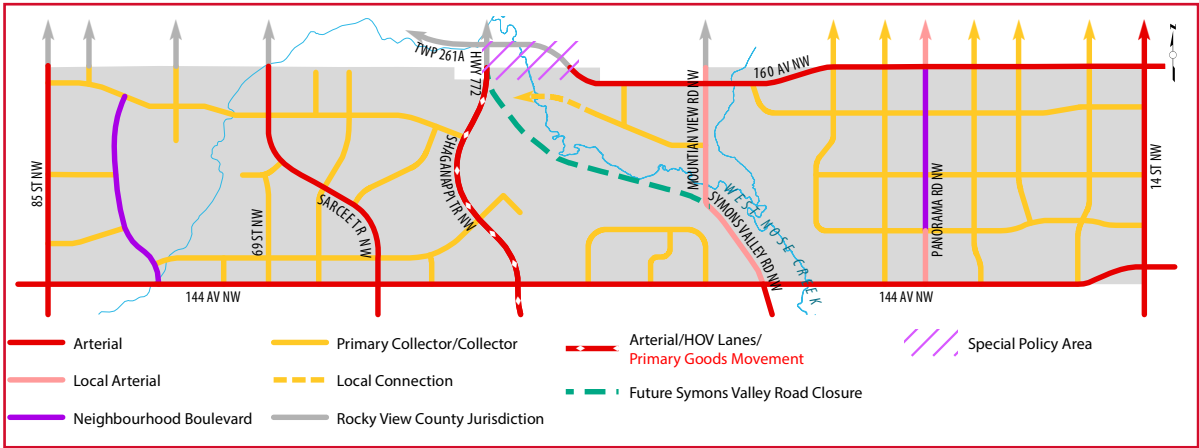 TWP 261A
HWY 772
160 AV NW
MOUNTIAN VIEW RD NW
85 ST NW
69 ST NW
SARCEE TR NW
SHAGANAPPI TR NW
SYMONS VALLEY RD NW
WEST NOSE CREEK
PANORAMA RD NW
14 ST NW
144 AV NW
144 AV NW
Arterial
Primary Collector/Collector
Arterial/HOV Lanes/
Primary Goods Movement
Special Policy Area
Local Arterial
Local Connection
Future Symons Valley Road Closure
Neighbourhood Boulevard
Rocky View County Jurisdiction